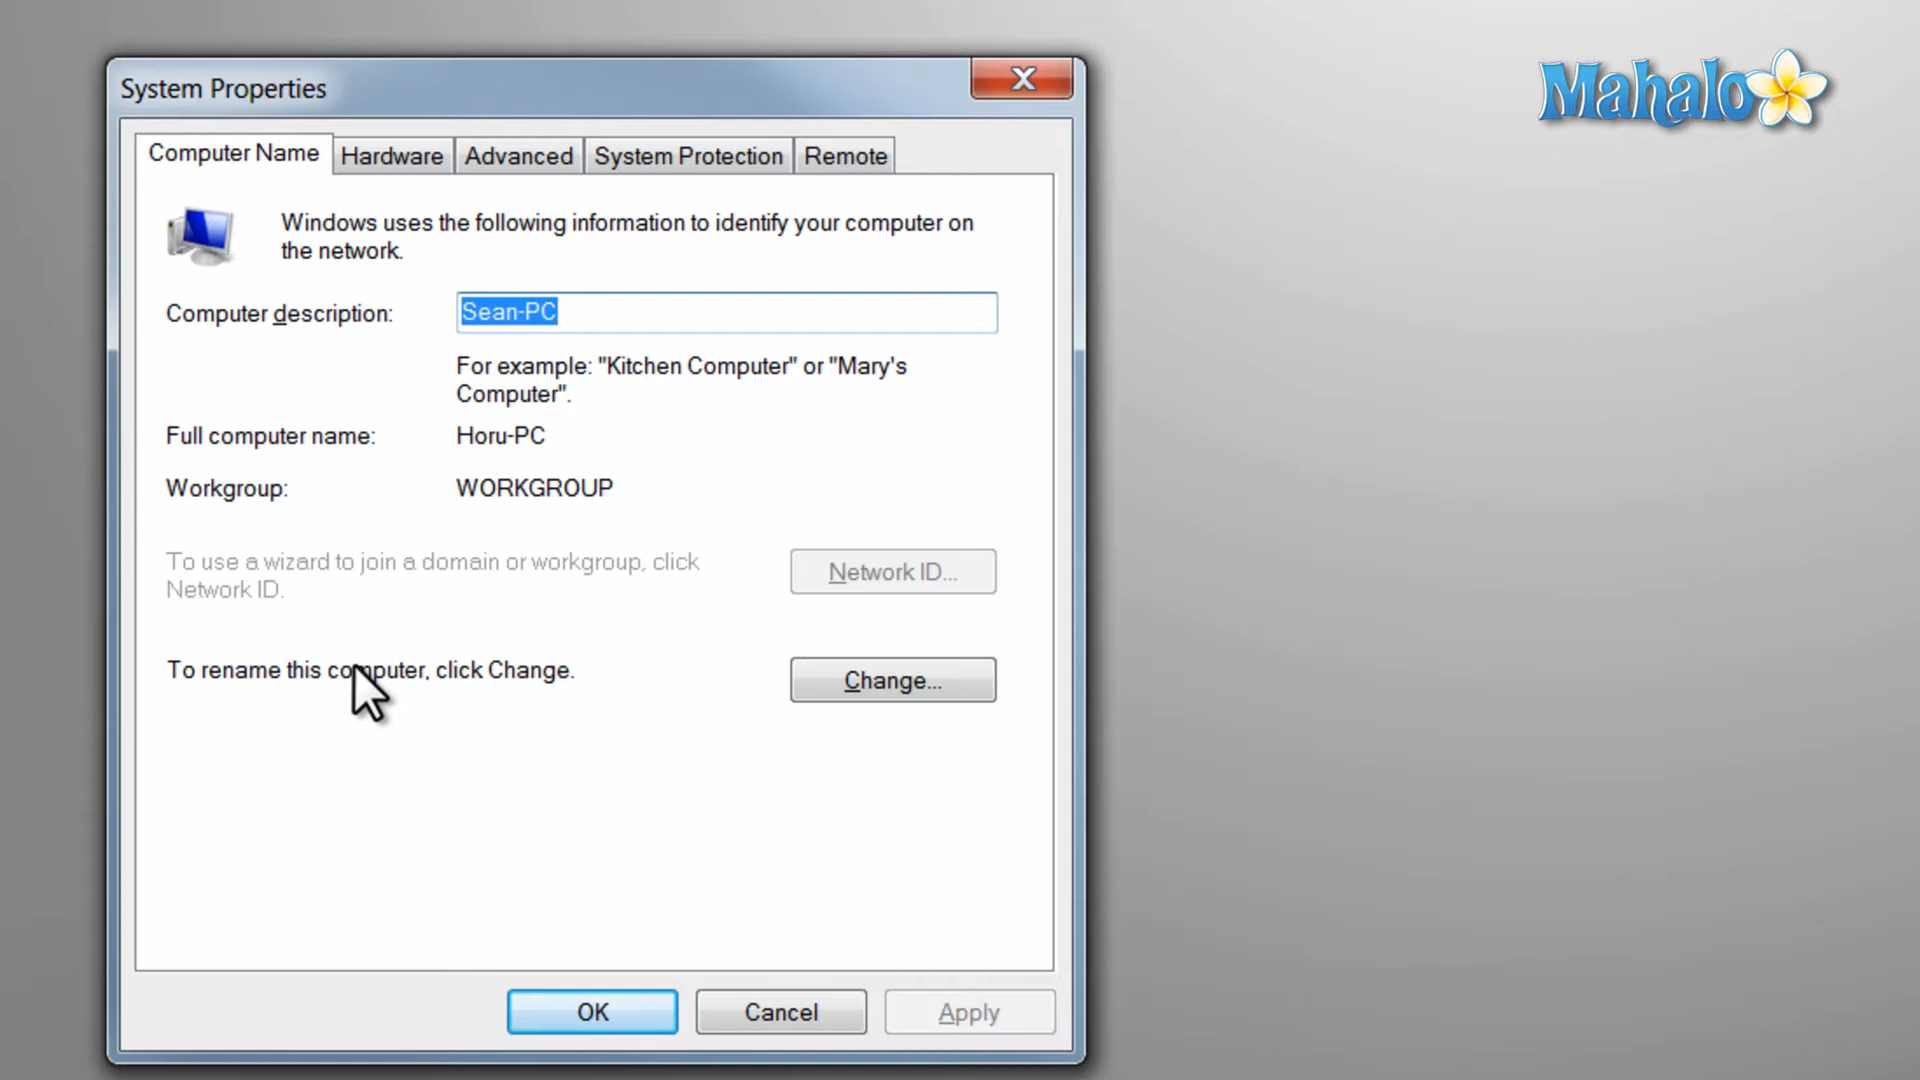 System Properties
Mahalo
Computer Name Hardware Advanced System Protection Remote
Windows uses the following information to identify your computer on
the network.
Computer description: Sean-PC
For example: "Kitchen Computer" or "Mary's
Computer".
Full computer name: Horu-PC
Workgroup: WORKGROUP
To use a wizard to join a domain or workgroup, click
Network ID.
Network ID...
To rename this computer, click Change.
Change...
OK Cancel Apply